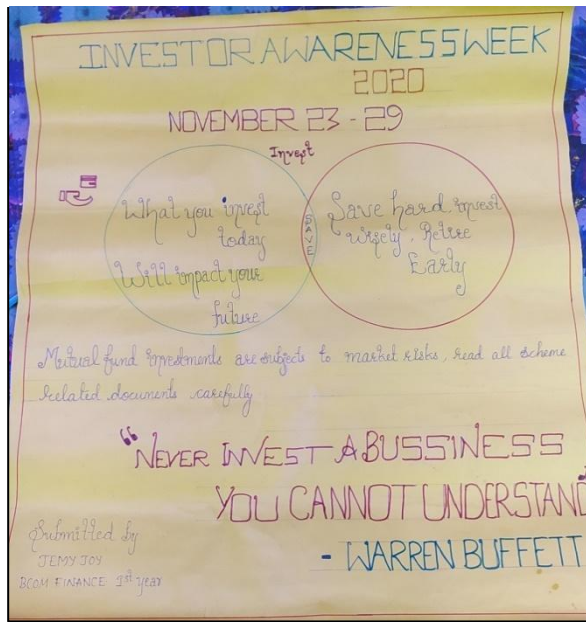 INVESTOR AWARENESS WEEK
2020
NOVEMBER 23 - 29
Invest
What you invest
today
Will impact your
future
SAVE
Save hard, invest
wisely. Retire
Early
Mutual fund investments are subjects to market risks, read all scheme
related documents carefully
"NEVER INVEST A BUSSINESS
YOU CANNOT UNDERSTAND"
- WARREN BUFFETT
Submitted by
JEMY JOY
BCOM FINANCE 1st year